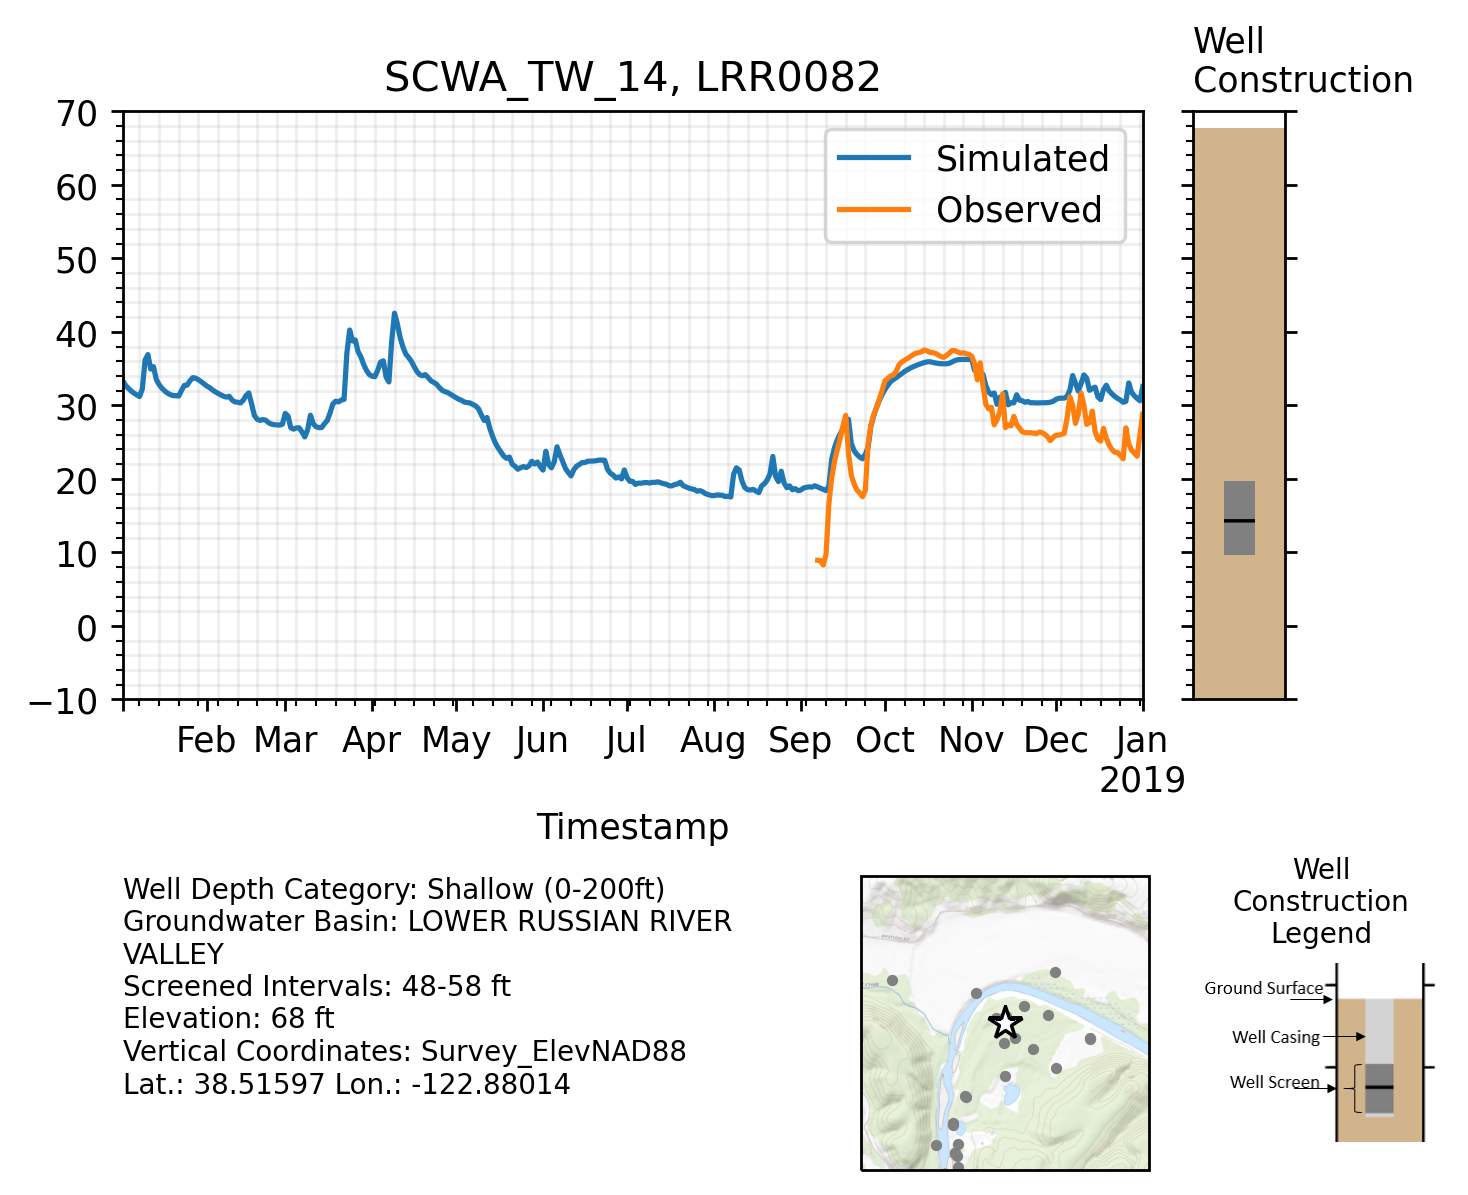 Well
Construction
SCWA_TW_14, LRR0082
70
60
50
40
30
20
10
0
−10
Simulated
Observed
Feb Mar Apr May Jun Jul Aug Sep Oct Nov Dec Jan
2019
Timestamp
Well Depth Category: Shallow (0-200ft)
Groundwater Basin: LOWER RUSSIAN RIVER
VALLEY
Screened Intervals: 48-58 ft
Elevation: 68 ft
Vertical Coordinates: Survey_ElevNAD88
Lat.: 38.51597 Lon.: -122.88014
Well
Construction
Legend
Ground Surface
Well Casing
Well Screen